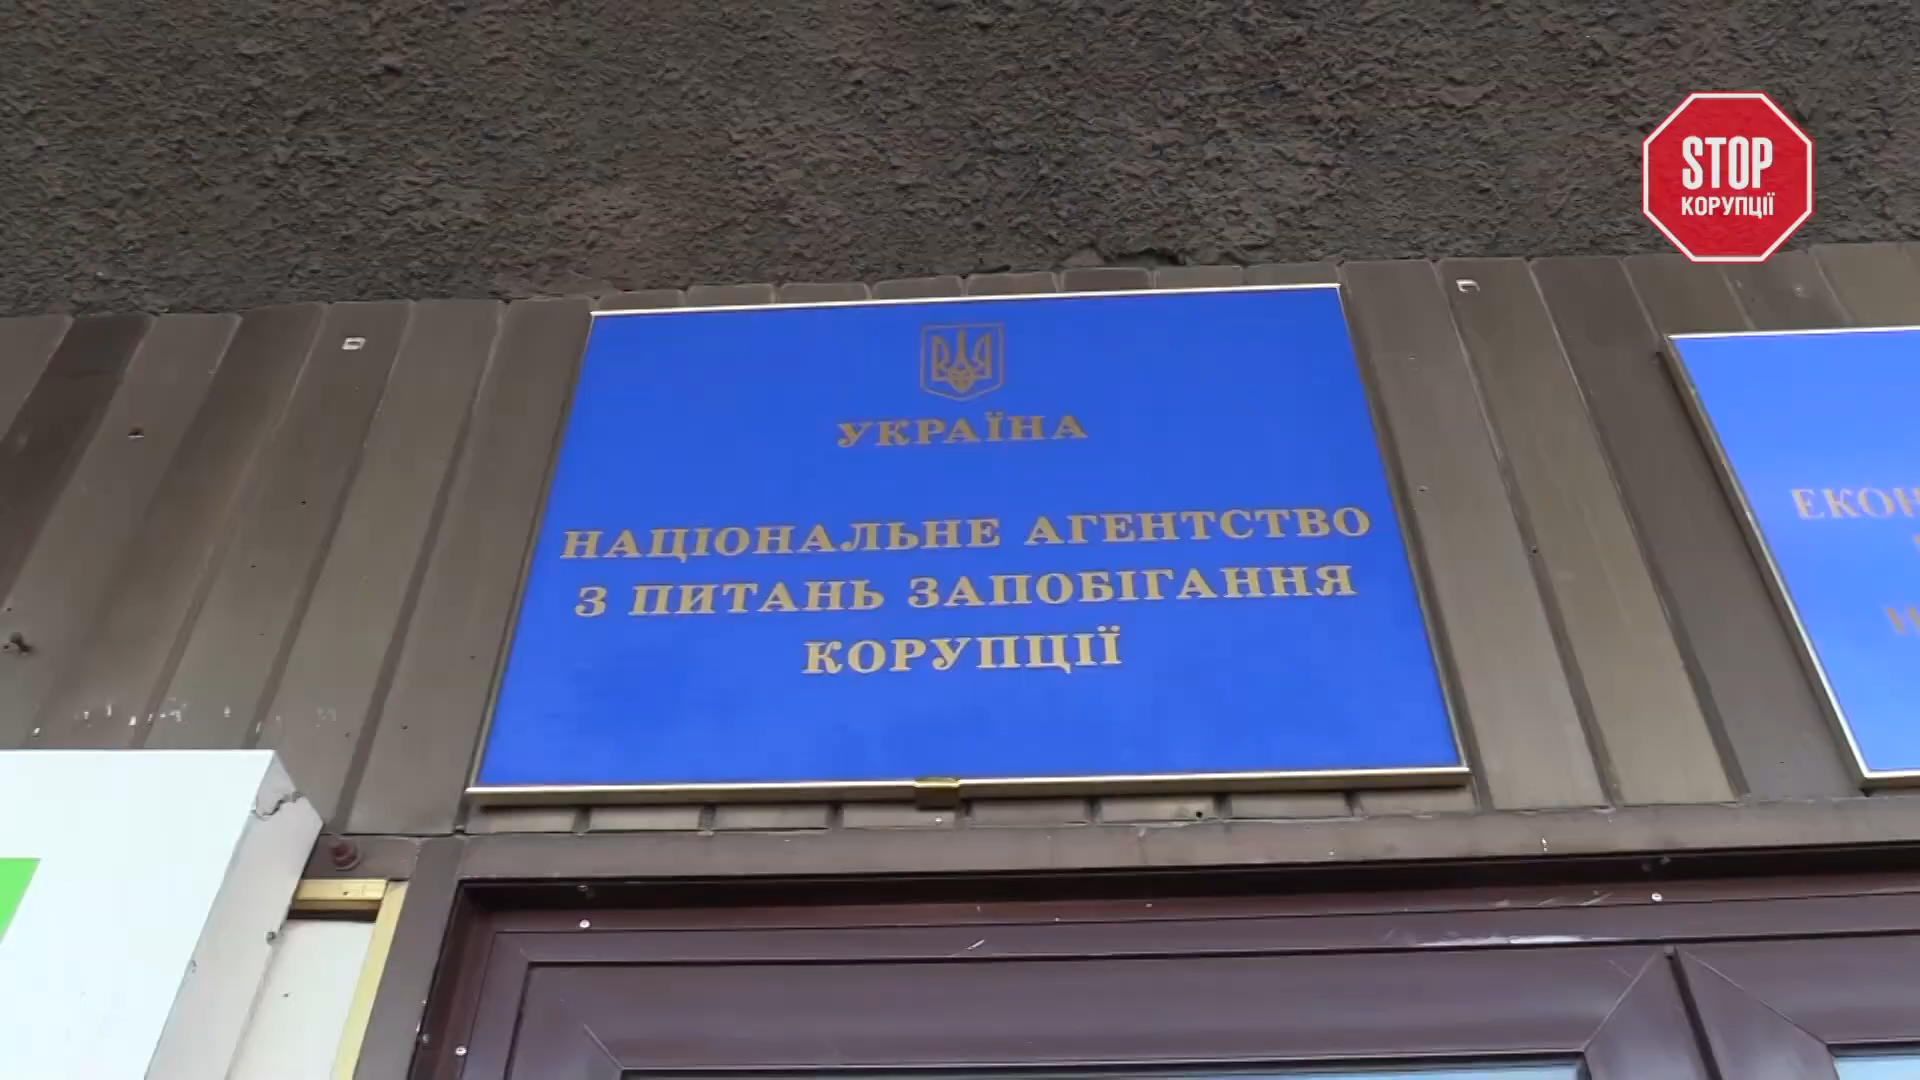 STOP
КОРУПЦІЇ
УКРАЇНА
НАЦІОНАЛЬНЕ АГЕНТСТВО
З ПИТАНЬ ЗАПОБІГАННЯ
КОРУПЦІЇ